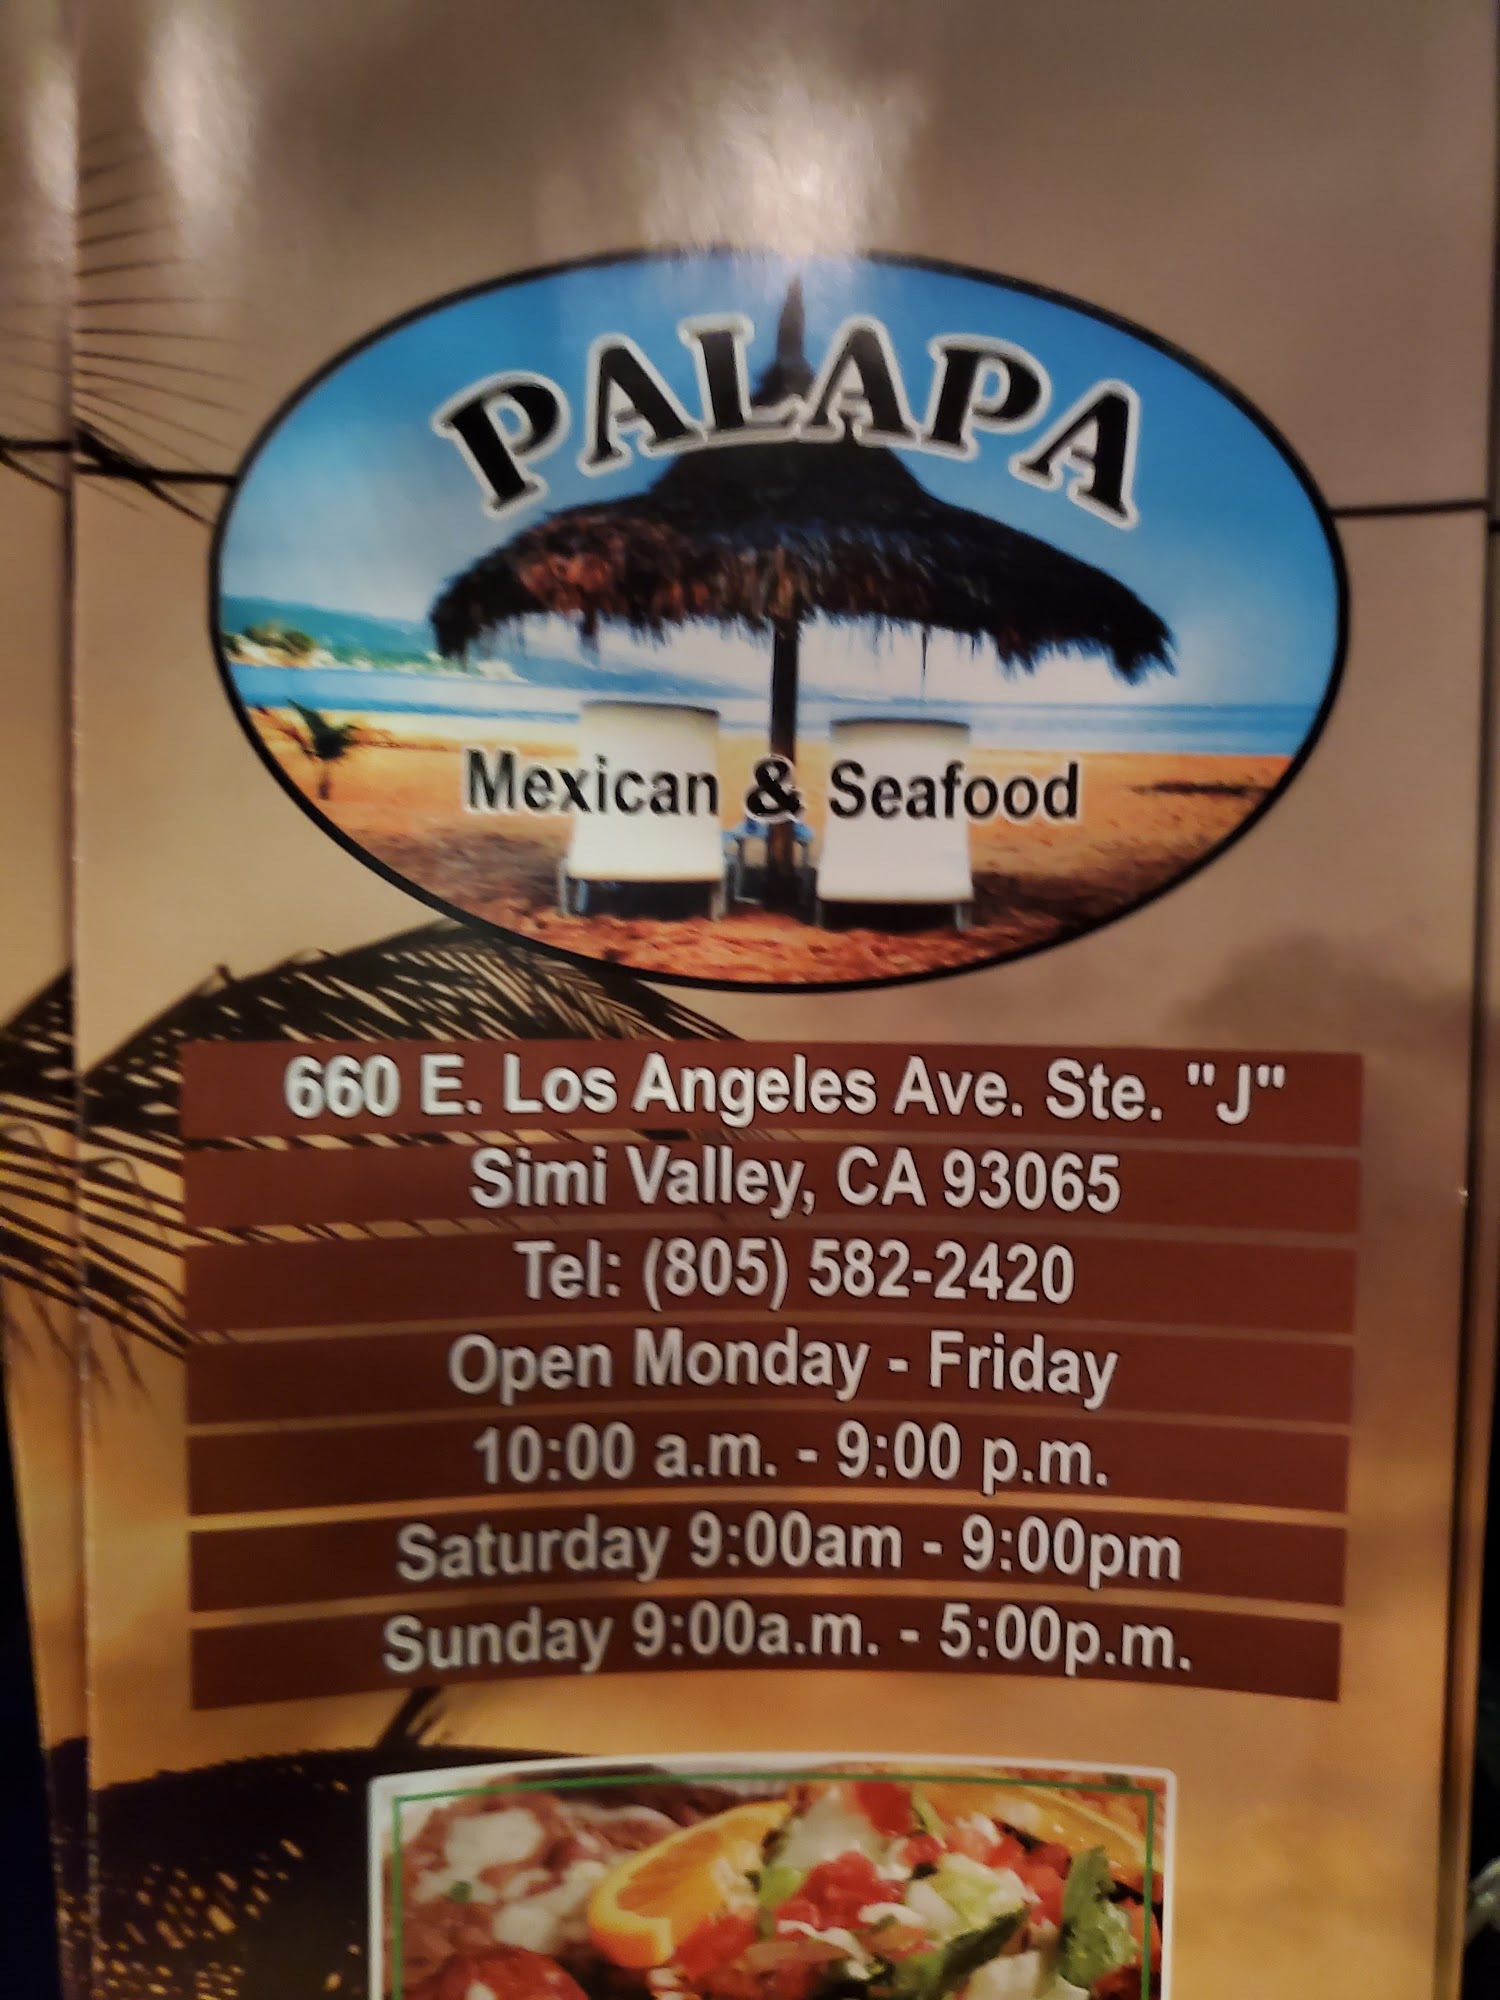 PALAPA
Mexican & Seafood
660 E. Los Angeles Ave. Ste. "J"
Simi Valley, CA 93065
Tel: (805) 582-2420
Open Monday - Friday
10:00 a.m. - 9:00 p.m.
Saturday 9:00am - 9:00pm
Sunday 9:00a.m. - 5:00p.m.